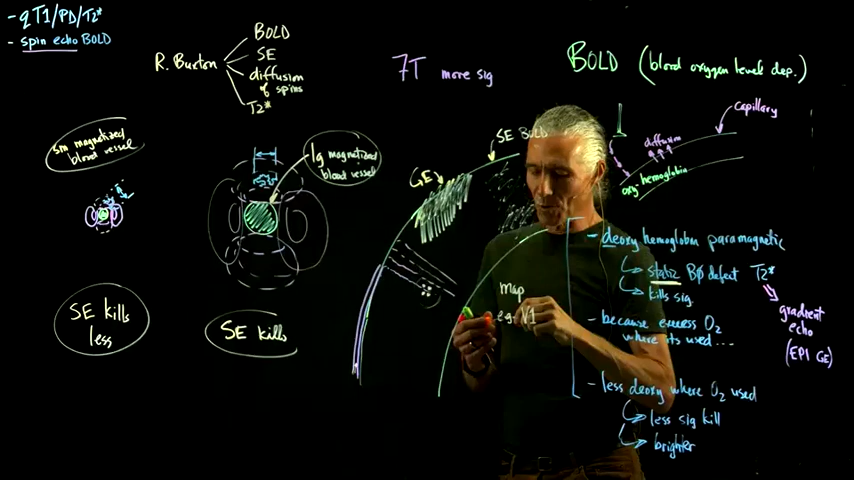 - qT1/PD/T2*
- spin echo BOLD
R. Buxton
BOLD
SE
diffusion
of spins
T2*
7T more sig
BOLD (blood oxygen level dep.)
sm magnetized
blood vessel
lg magnetized
blood vessel
SE kills
less
SE kills
GE
SE BOLD
map
e.g. V1
capillary
diffusion
oxy-hemoglobin
- deoxy hemoglobin paramagnetic
static BØ defect T2*
kills sig.
gradient
echo
(EPI GE)
- because excess O2
where its used ...
- less deoxy where O2 used
less sig kill
brighter